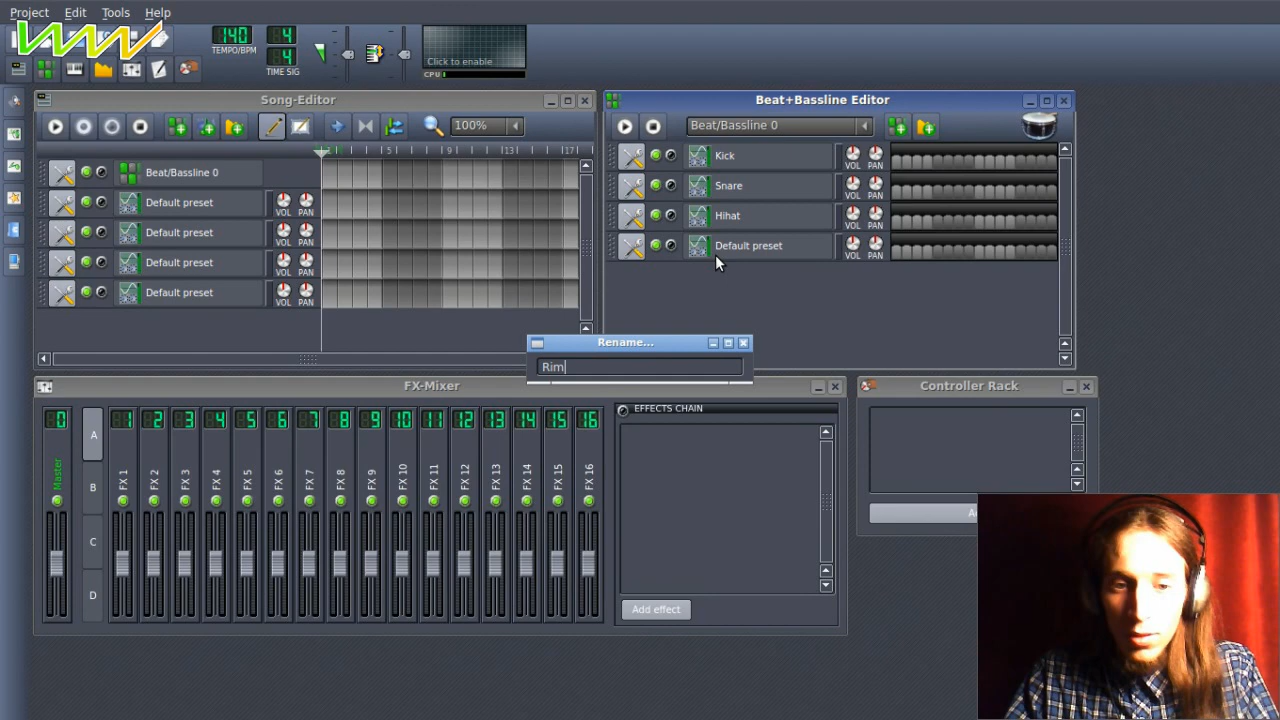 Project Edit Tools Help
140
TEMPO/BPM
4
4
TIME SIG
Click to enable
CPU
Song-Editor
100%
5 9 13 17
Beat/Bassline 0
Default preset VOL PAN
Default preset VOL PAN
Default preset VOL PAN
Default preset VOL PAN
Beat+Bassline Editor
Beat/Bassline 0
Kick VOL PAN
Snare VOL PAN
Hihat VOL PAN
Default preset VOL PAN
Rename...
Rim
FX-Mixer
0 1 2 3 4 5 6 7 8 9 10 11 12 13 14 15 16
Master FX 1 FX 2 FX 3 FX 4 FX 5 FX 6 FX 7 FX 8 FX 9 FX 10 FX 11 FX 12 FX 13 FX 14 FX 15 FX 16
A
B
C
D
EFFECTS CHAIN
Add effect
Controller Rack